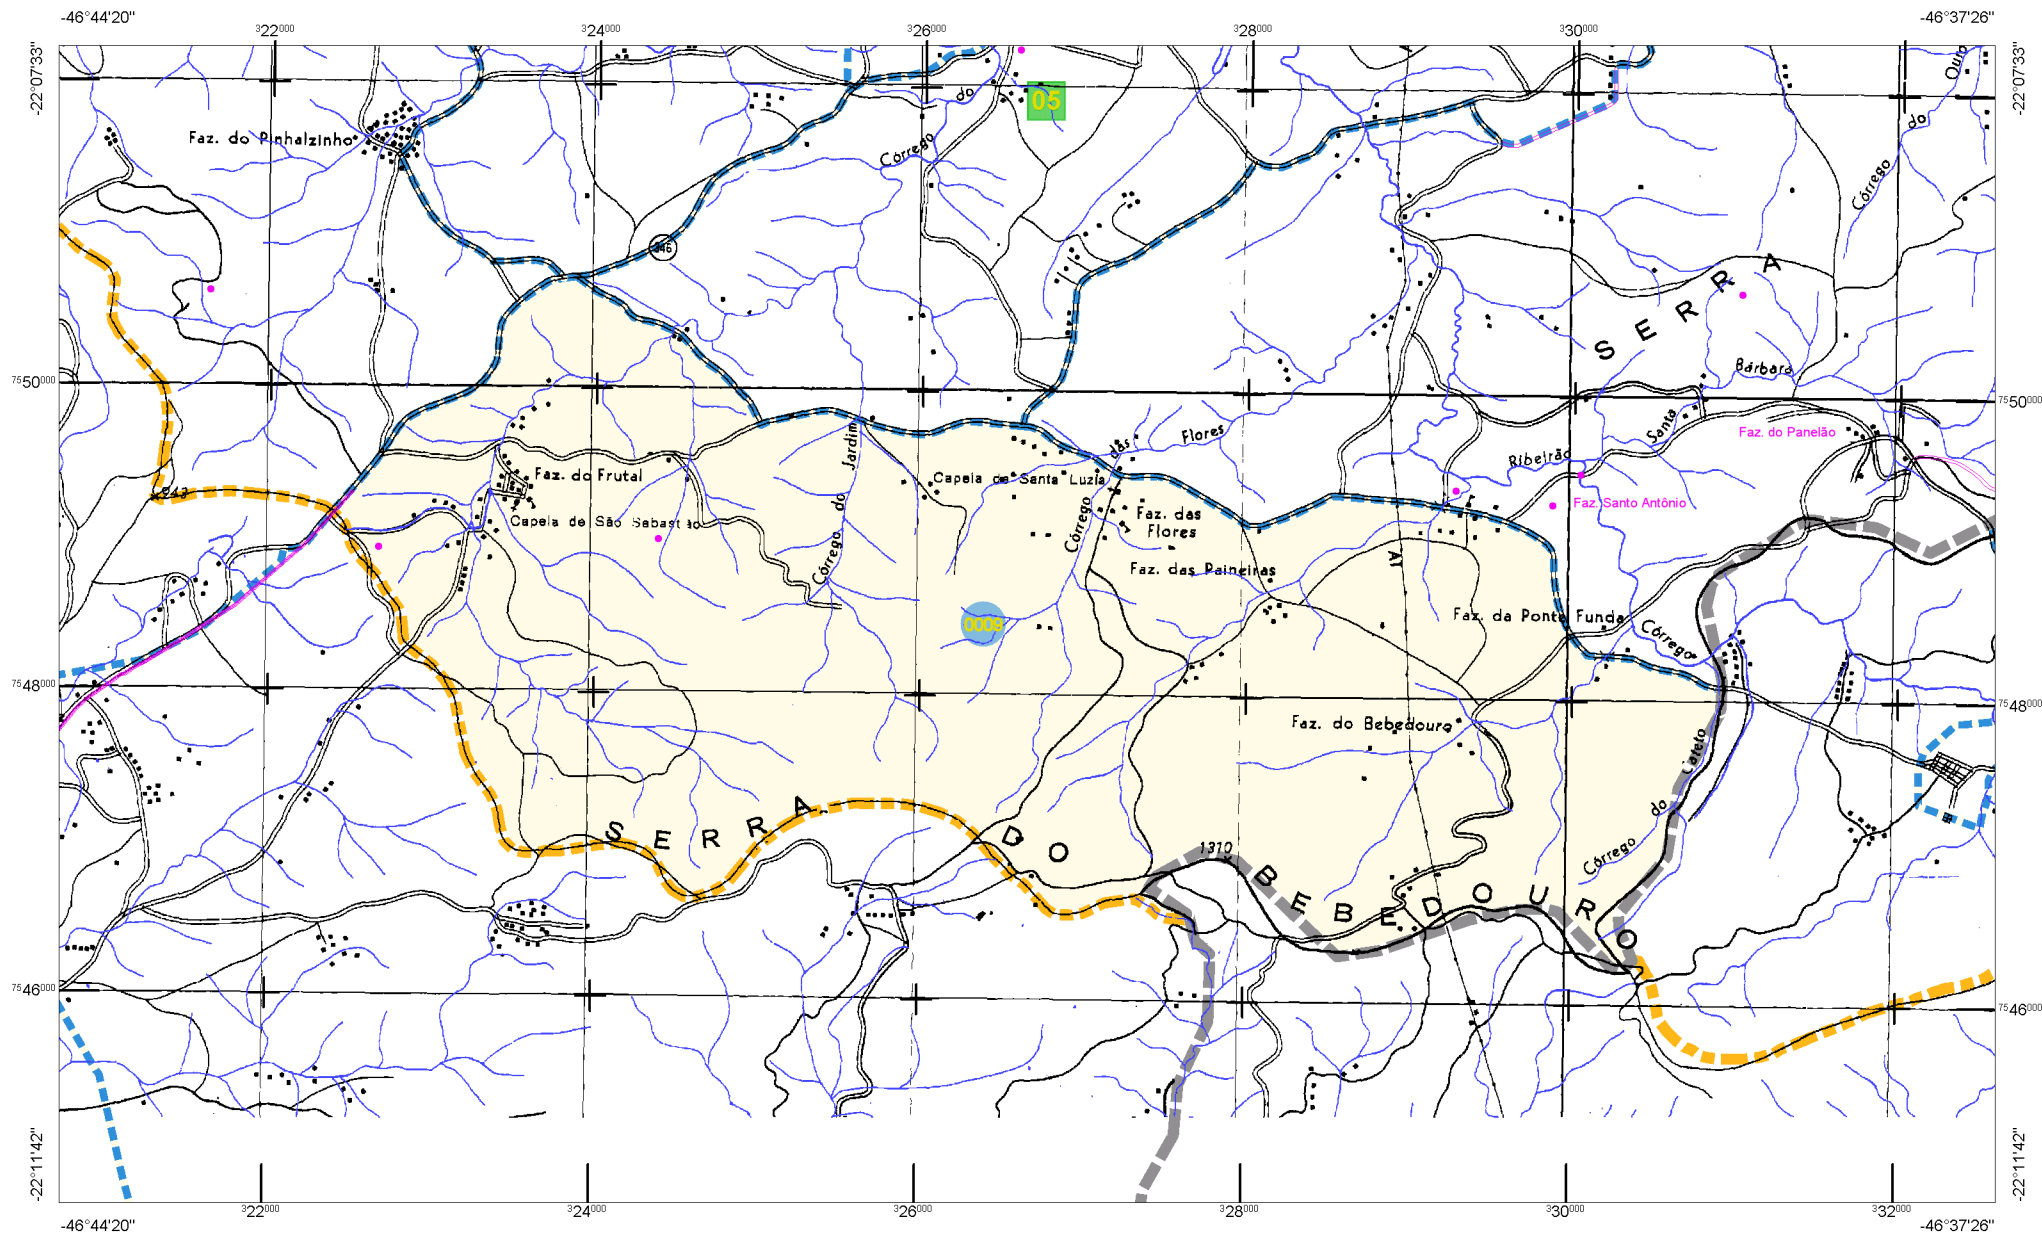 -46°44'20"
-46°37'26"
³22⁰⁰⁰
³24⁰⁰⁰
³26⁰⁰⁰
³28⁰⁰⁰
³30⁰⁰⁰
-22°07'33"
-22°07'33"
05
do
Córrego
Faz. do Pinhalzinho
do
Córrego
346
S E R R A
Bárbara
Santa
Ribeirão
⁷⁵50⁰⁰⁰
⁷⁵50⁰⁰⁰
Faz. do Panelão
Faz. Santo Antônio
das
Flores
Jardim
do
Córrego
Faz. do Frutal
Capela de São Sebastião
Capela de Santa Luzia
943
Córrego
Faz. das
Flores
Faz. das Paineiras
AT
0009
Faz. da Ponte Funda
Córrego
⁷⁵48⁰⁰⁰
⁷⁵48⁰⁰⁰
Faz. do Bebedouro
Cateto
do
Córrego
S E R R A
D O
1310
B E B E D O U R O
⁷⁵46⁰⁰⁰
⁷⁵46⁰⁰⁰
-22°11'42"
-22°11'42"
³22⁰⁰⁰
³24⁰⁰⁰
³26⁰⁰⁰
³28⁰⁰⁰
³30⁰⁰⁰
³32⁰⁰⁰
-46°44'20"
-46°37'26"